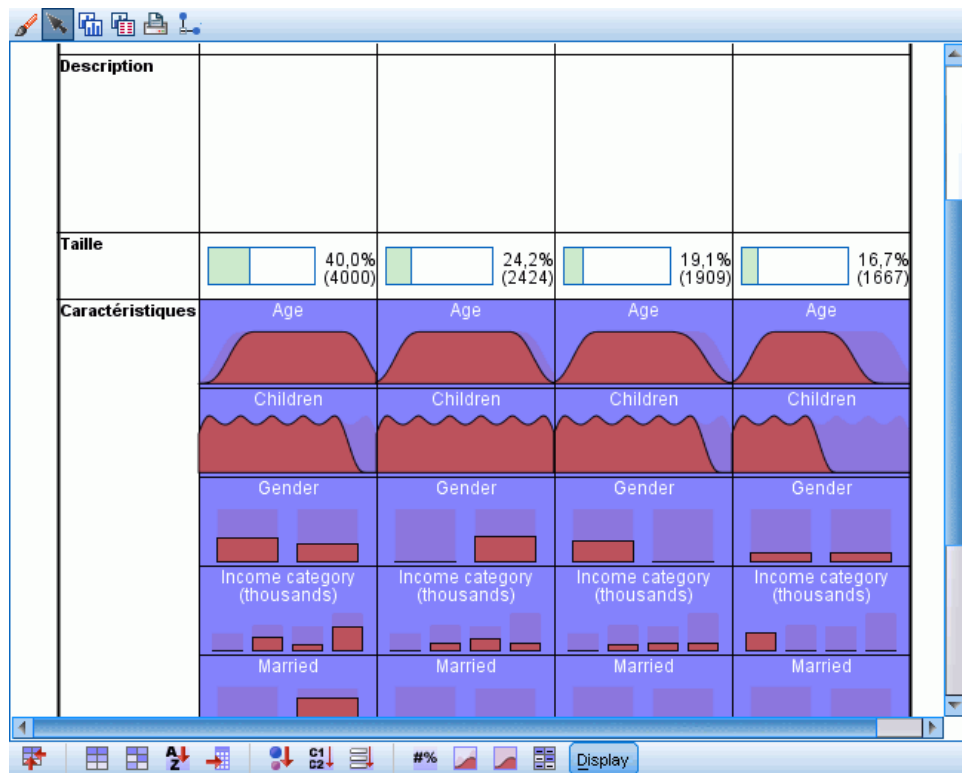 Description
Taille
40,0% 24,2% 19,1% 16,7%
(4000) (2424) (1909) (1667)
Caractéristiques Age Age Age Age
Children Children Children Children
Gender Gender Gender Gender
Income category Income category Income category Income category
(thousands) (thousands) (thousands) (thousands)
Married Married Married Married
A Z C1 C2 #% Display